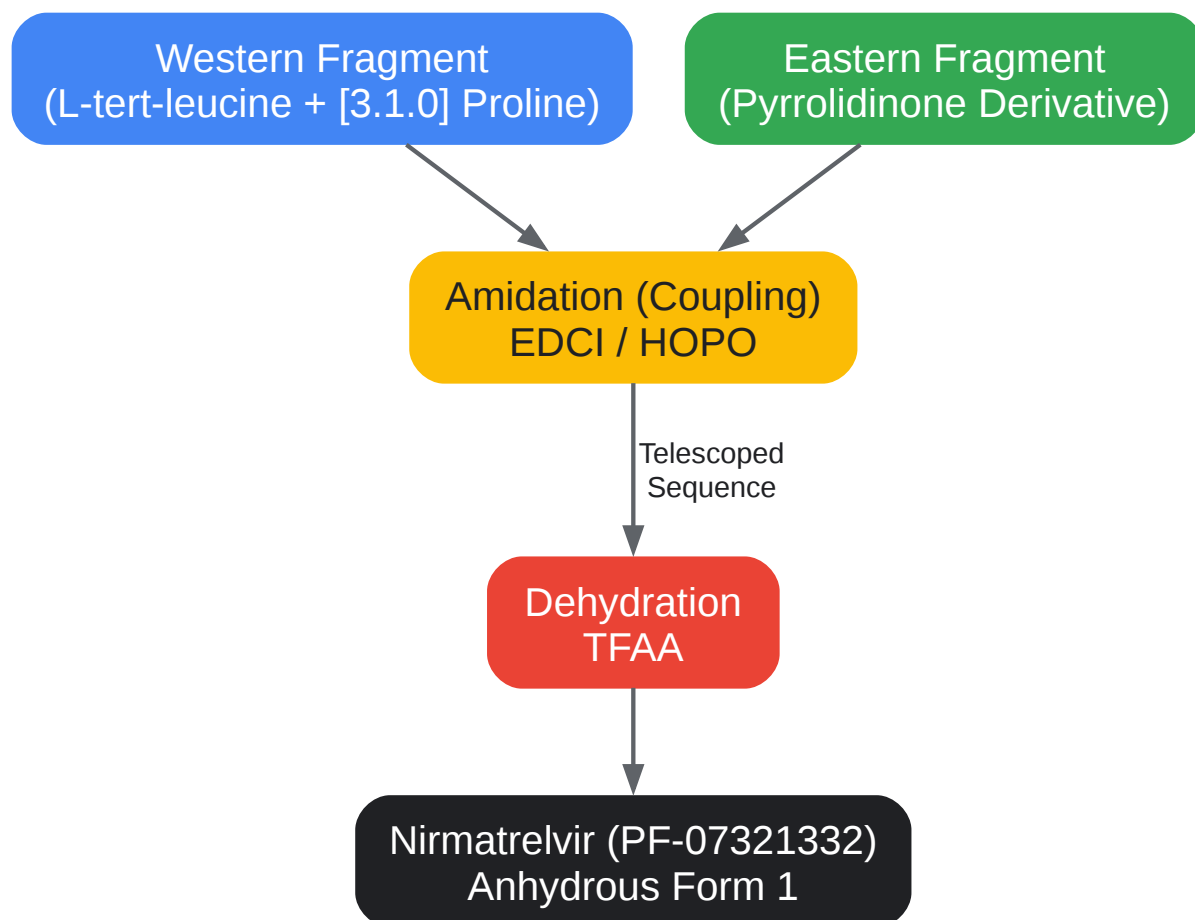 Western Fragment
(L-tert-leucine + [3.1.0] Proline)
Eastern Fragment
(Pyrrolidinone Derivative)
Amidation (Coupling)
EDCI / HOPO
Telescoped
Sequence
Dehydration
TFAA
Nirmatrelvir (PF-07321332)
Anhydrous Form 1